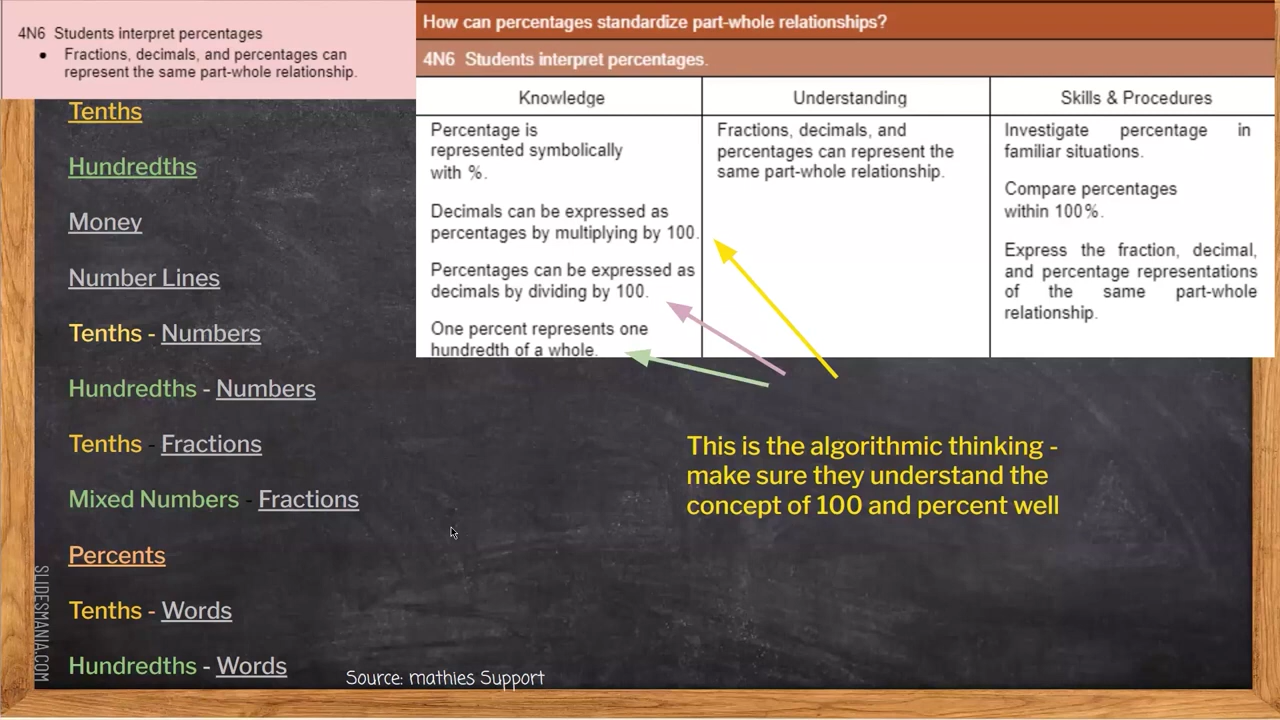 4N6 Students interpret percentages
• Fractions, decimals, and percentages can
represent the same part-whole relationship.
How can percentages standardize part-whole relationships?
4N6 Students interpret percentages.
Knowledge
Understanding
Skills & Procedures
Percentage is
represented symbolically
with %.
Decimals can be expressed as
percentages by multiplying by 100.
Percentages can be expressed as
decimals by dividing by 100.
One percent represents one
hundredth of a whole.
Fractions, decimals, and
percentages can represent the
same part-whole relationship.
Investigate percentage in
familiar situations.
Compare percentages
within 100%.
Express the fraction, decimal,
and percentage representations
of the same part-whole
relationship.
Tenths
Hundredths
Money
Number Lines
Tenths - Numbers
Hundredths - Numbers
Tenths - Fractions
Mixed Numbers - Fractions
Percents
Tenths - Words
Hundredths - Words
This is the algorithmic thinking -
make sure they understand the
concept of 100 and percent well
Source: mathies Support
SLIDESMANIA.COM